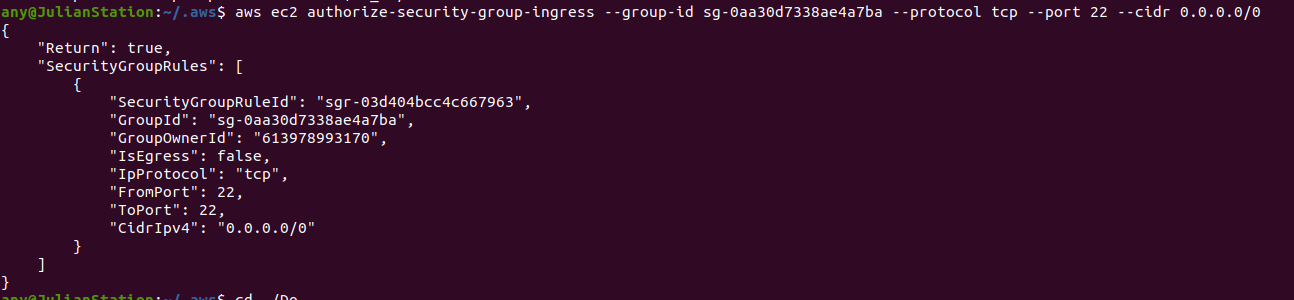 any@JulianStation:~/.aws$ aws ec2 authorize-security-group-ingress --group-id sg-0aa30d7338ae4a7ba --protocol tcp --port 22 --cidr 0.0.0.0/0
{
    "Return": true,
    "SecurityGroupRules": [
        {
            "SecurityGroupRuleId": "sgr-03d404bcc4c667963",
            "GroupId": "sg-0aa30d7338ae4a7ba",
            "GroupOwnerId": "613978993170",
            "IsEgress": false,
            "IpProtocol": "tcp",
            "FromPort": 22,
            "ToPort": 22,
            "CidrIpv4": "0.0.0.0/0"
        }
    ]
}
any@JulianStation:~/.aws$ cd